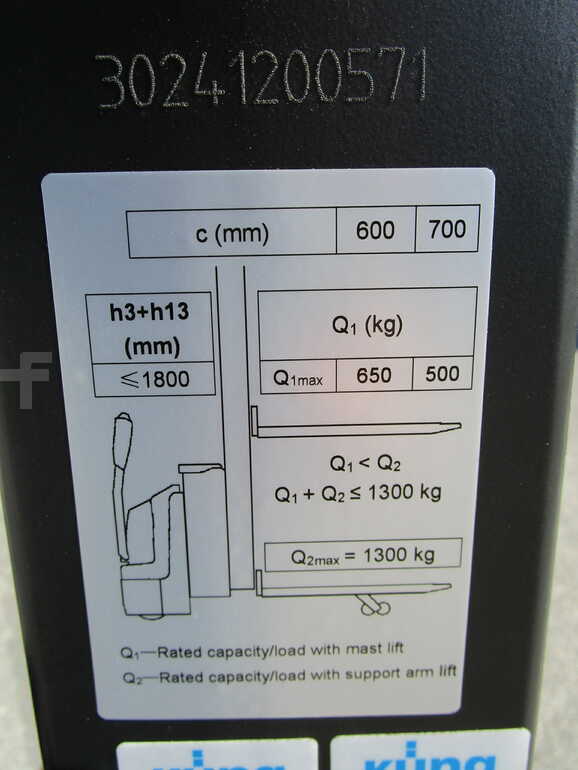 30241200571
c (mm) 600 700
h3+h13
(mm)
≤1800
Q₁ (kg)
Q₁max 650 500
Q₁ < Q₂
Q₁ + Q₂ ≤ 1300 kg
Q₂max = 1300 kg
Q₁—Rated capacity/load with mast lift
Q₂—Rated capacity/load with support arm lift
f